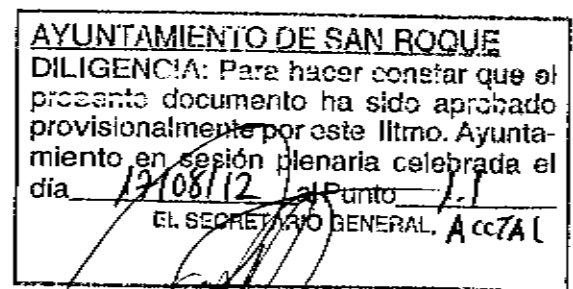 AYUNTAMIENTO DE SAN ROQUE
DILIGENCIA: Para hacer constar que el
presente documento ha sido aprobado
provisionalmente por este Iltmo. Ayunta-
miento en sesión plenaria celebrada el
día 17/08/12 al Punto 1.1
EL SECRETARIO GENERAL, AccTAL